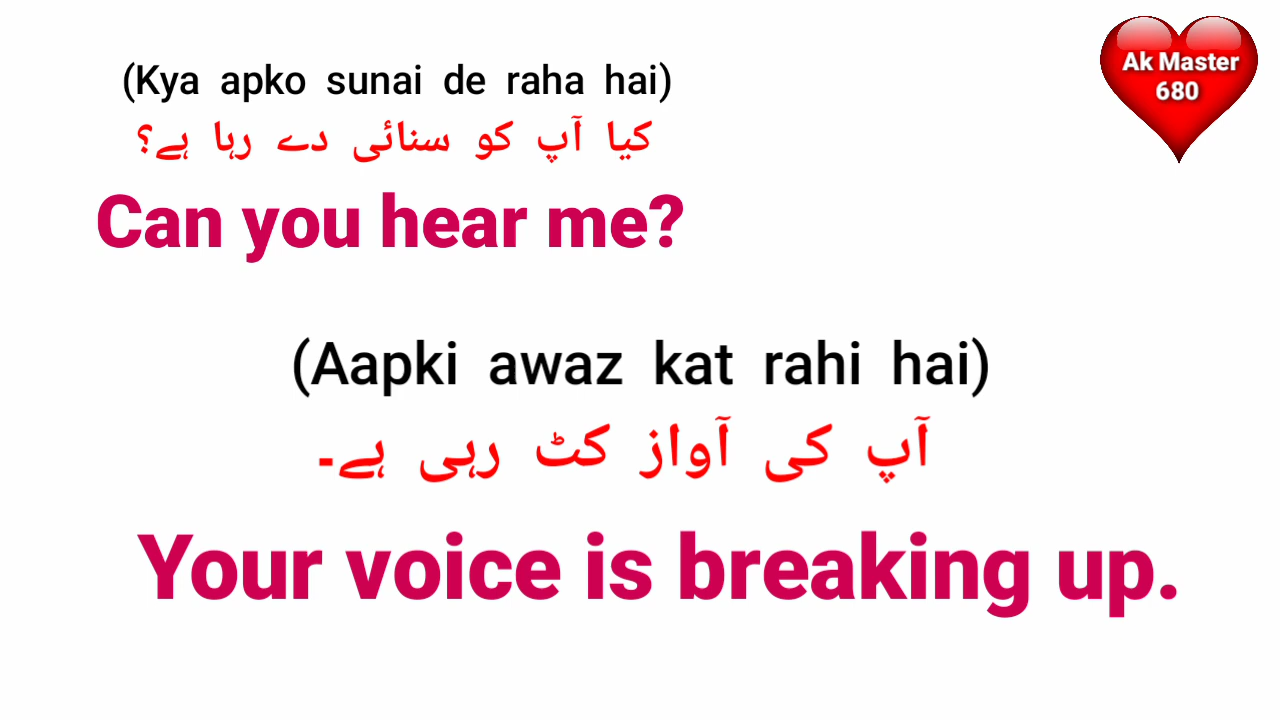 (Kya apko sunai de raha hai)
کیا آپ کو سنائی دے رہا ہے؟
Can you hear me?
(Aapki awaz kat rahi hai)
آپ کی آواز کٹ رہی ہے۔
Your voice is breaking up.
Ak Master
680